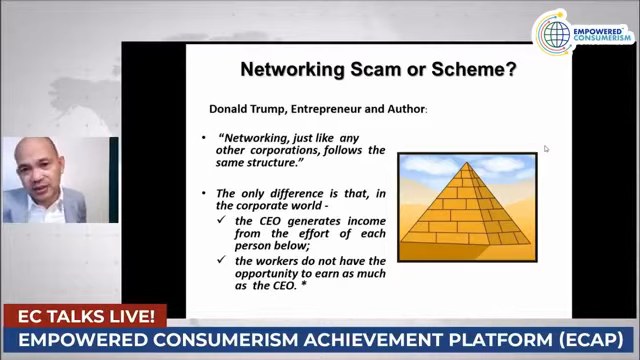 EMPOWERED
CONSUMERISM
Networking Scam or Scheme?
Donald Trump, Entrepreneur and Author:
• “Networking, just like any
other corporations, follows the
same structure.”
• The only difference is that, in
the corporate world -
✓ the CEO generates income
from the effort of each
person below;
✓ the workers do not have the
opportunity to earn as much
as the CEO. *
EC TALKS LIVE!
EMPOWERED CONSUMERISM ACHIEVEMENT PLATFORM (ECAP)